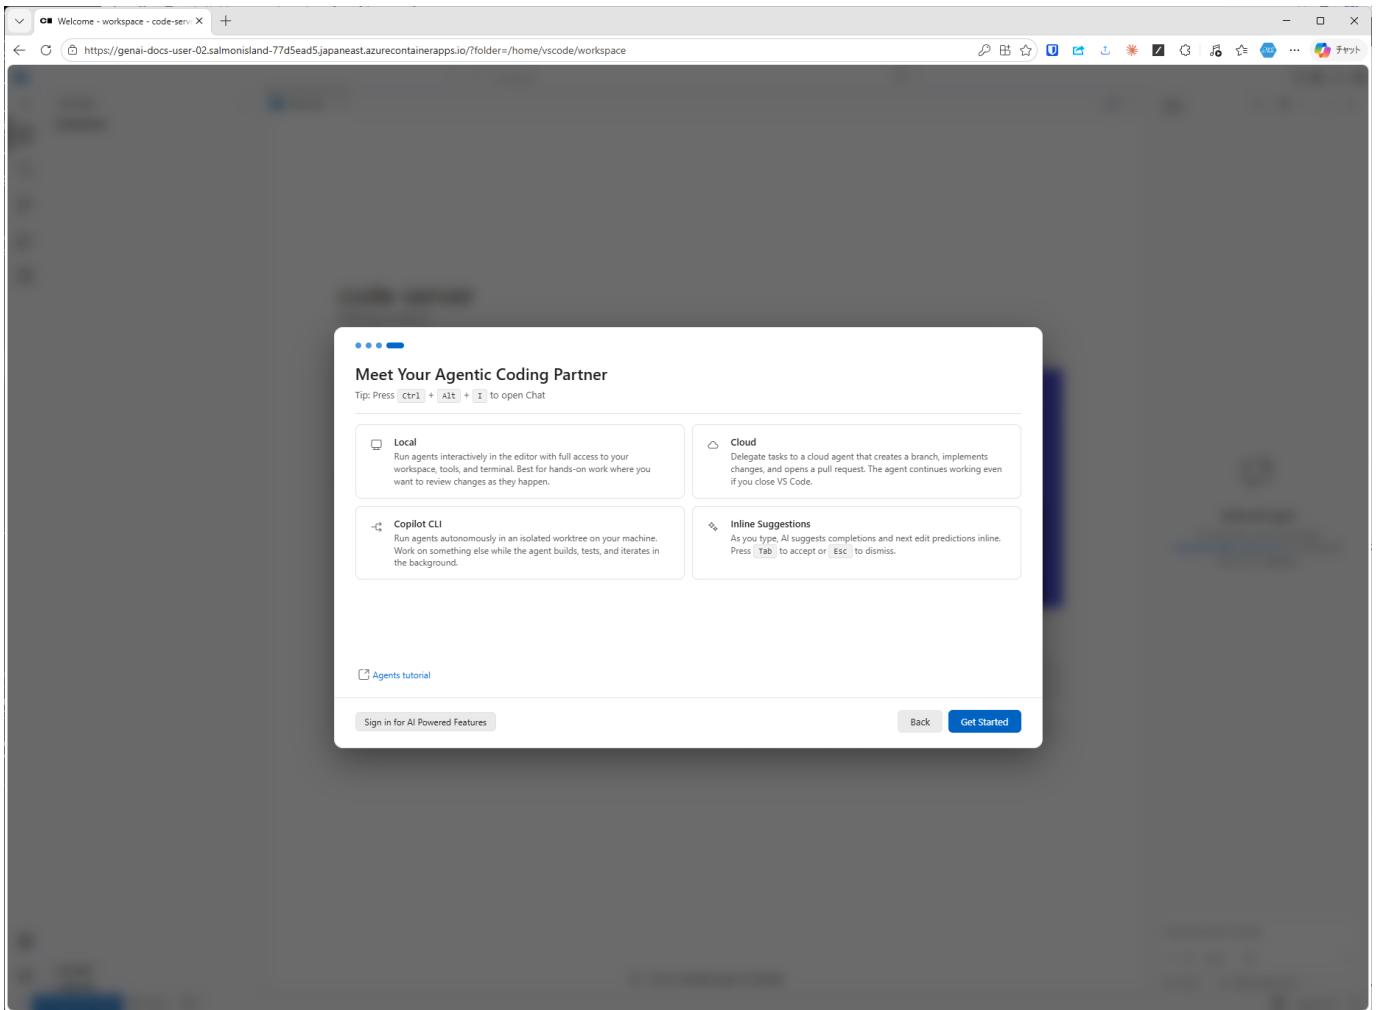 Welcome - workspace - code-serv
https://genai-docs-user-02.salmonisland-77d5ead5.japaneast.azurecontainerapps.io/?folder=/home/vscode/workspace
チャット
code-server
Meet Your Agentic Coding Partner
Tip: Press Ctrl + Alt + I to open Chat
Local
Run agents interactively in the editor with full access to your
workspace, tools, and terminal. Best for hands-on work where you
want to review changes as they happen.
Cloud
Delegate tasks to a cloud agent that creates a branch, implements
changes, and opens a pull request. The agent continues working even
if you close VS Code.
Copilot CLI
Run agents autonomously in an isolated worktree on your machine.
Work on something else while the agent builds, tests, and iterates in
the background.
Inline Suggestions
As you type, AI suggests completions and next edit predictions inline.
Press Tab to accept or Esc to dismiss.
Agents tutorial
Sign in for AI Powered Features
Back
Get Started